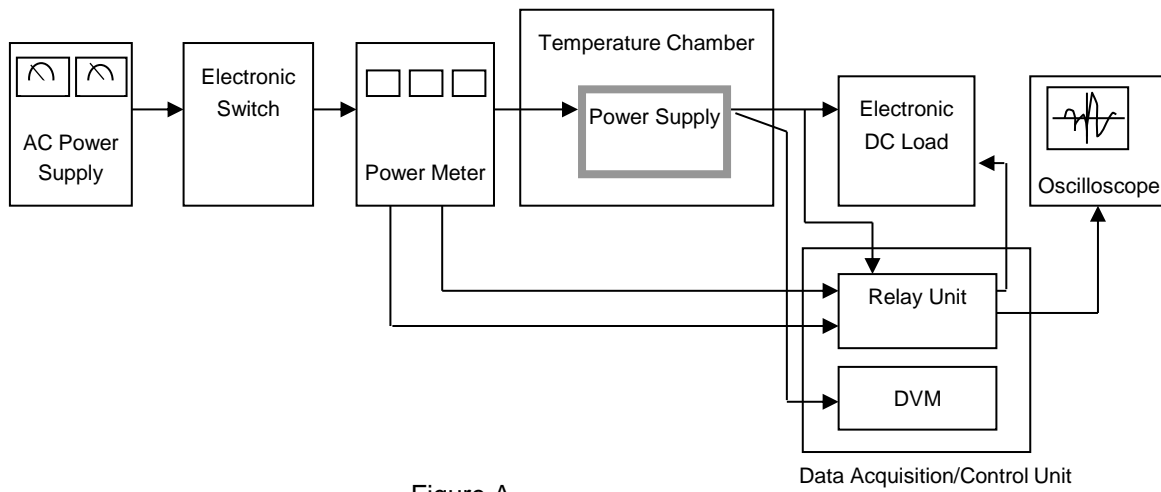 Temperature Chamber
Electronic
Switch
Power Supply
Electronic
DC Load
AC Power
Supply
Power Meter
Oscilloscope
Relay Unit
DVM
Data Acquisition/Control Unit
Figure A